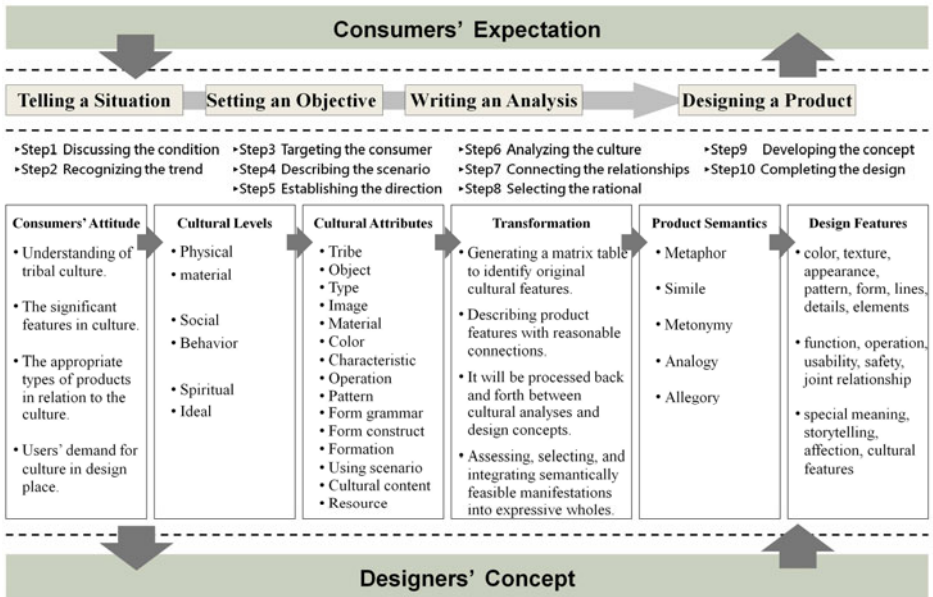 Consumers' Expectation
Telling a Situation
Setting an Objective
Writing an Analysis
Designing a Product
▸Step1 Discussing the condition
▸Step2 Recognizing the trend
▸Step3 Targeting the consumer
▸Step4 Describing the scenario
▸Step5 Establishing the direction
▸Step6 Analyzing the culture
▸Step7 Connecting the relationships
▸Step8 Selecting the rational
▸Step9 Developing the concept
▸Step10 Completing the design
Consumers' Attitude
• Understanding of
tribal culture.
• The significant
features in culture.
• The appropriate
types of products
in relation to the
culture.
• Users' demand for
culture in design
place.
Cultural Levels
• Physical
• material
• Social
• Behavior
• Spiritual
• Ideal
Cultural Attributes
• Tribe
• Object
• Type
• Image
• Material
• Color
• Characteristic
• Operation
• Pattern
• Form grammar
• Form construct
• Formation
• Using scenario
• Cultural content
• Resource
Transformation
• Generating a matrix table
to identify original
cultural features.
• Describing product
features with reasonable
connections.
• It will be processed back
and forth between
cultural analyses and
design concepts.
• Assessing, selecting, and
integrating semantically
feasible manifestations
into expressive wholes.
Product Semantics
• Metaphor
• Simile
• Metonymy
• Analogy
• Allegory
Design Features
• color, texture,
appearance,
pattern, form, lines,
details, elements
• function, operation,
usability, safety,
joint relationship
• special meaning,
storytelling,
affection, cultural
features
Designers' Concept